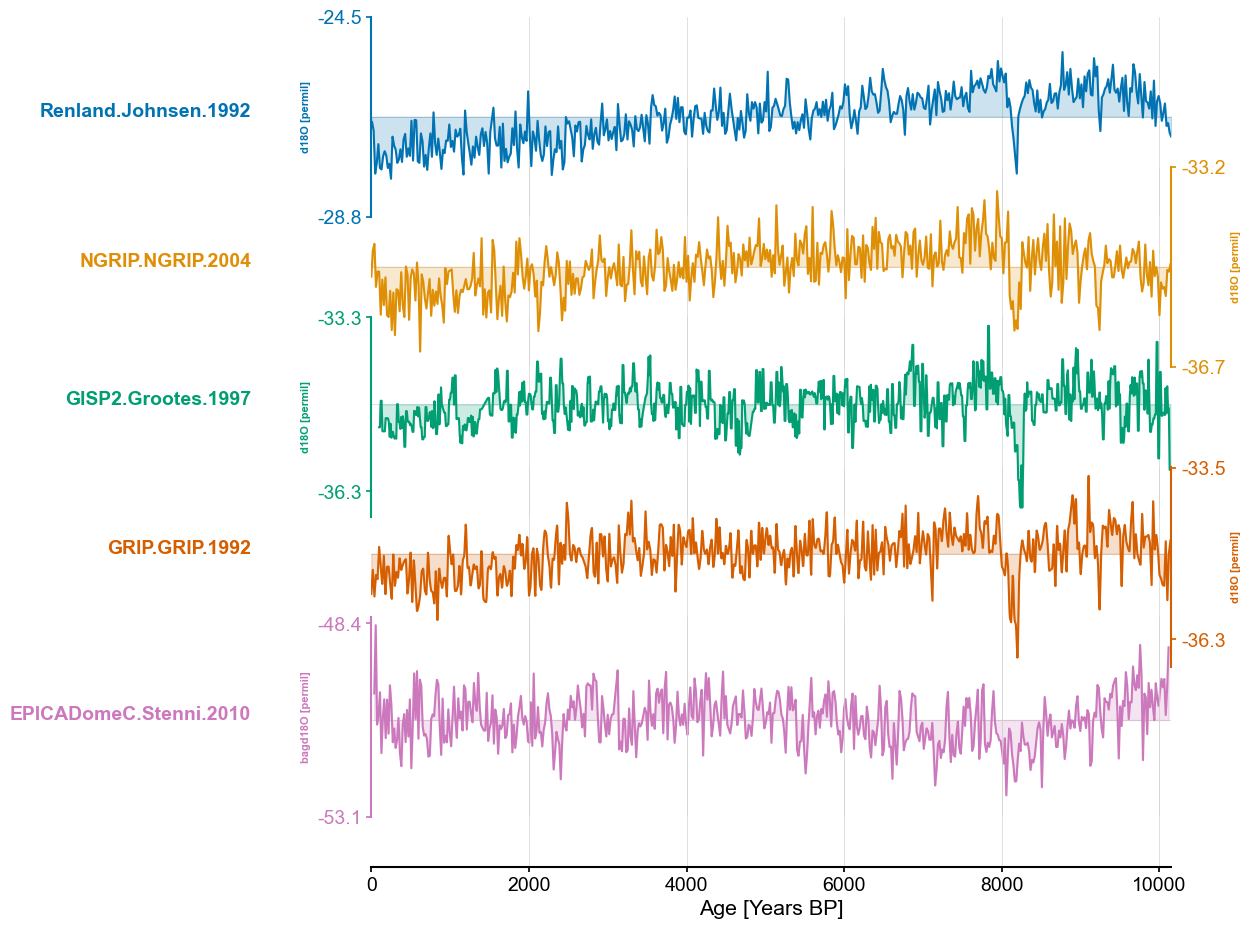 -24.5
Renland.Johnsen.1992
d18O [permil]
-28.8
-33.2
NGRIP.NGRIP.2004
d18O [permil]
-36.7
-33.3
GISP2.Grootes.1997
d18O [permil]
-36.3
-33.5
GRIP.GRIP.1992
d18O [permil]
-36.3
-48.4
EPICADomeC.Stenni.2010
bagd18O [permil]
-53.1
0 2000 4000 6000 8000 10000
Age [Years BP]